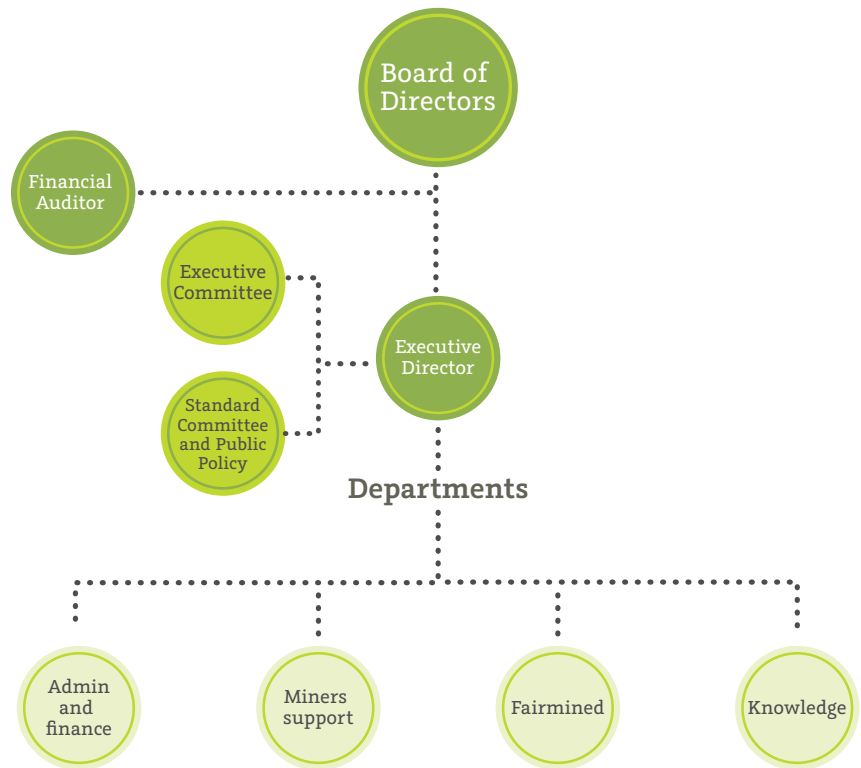 Board of
Directors
Financial
Auditor
Executive
Committee
Executive
Director
Standard
Committee
and Public
Policy
Departments
Admin
and
finance
Miners
support
Fairmined
Knowledge